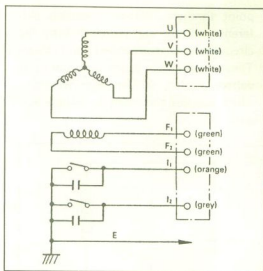 U (white)
V (white)
W (white)
F₁ (green)
F₂ (green)
I₁ (orange)
I₂ (grey)
E